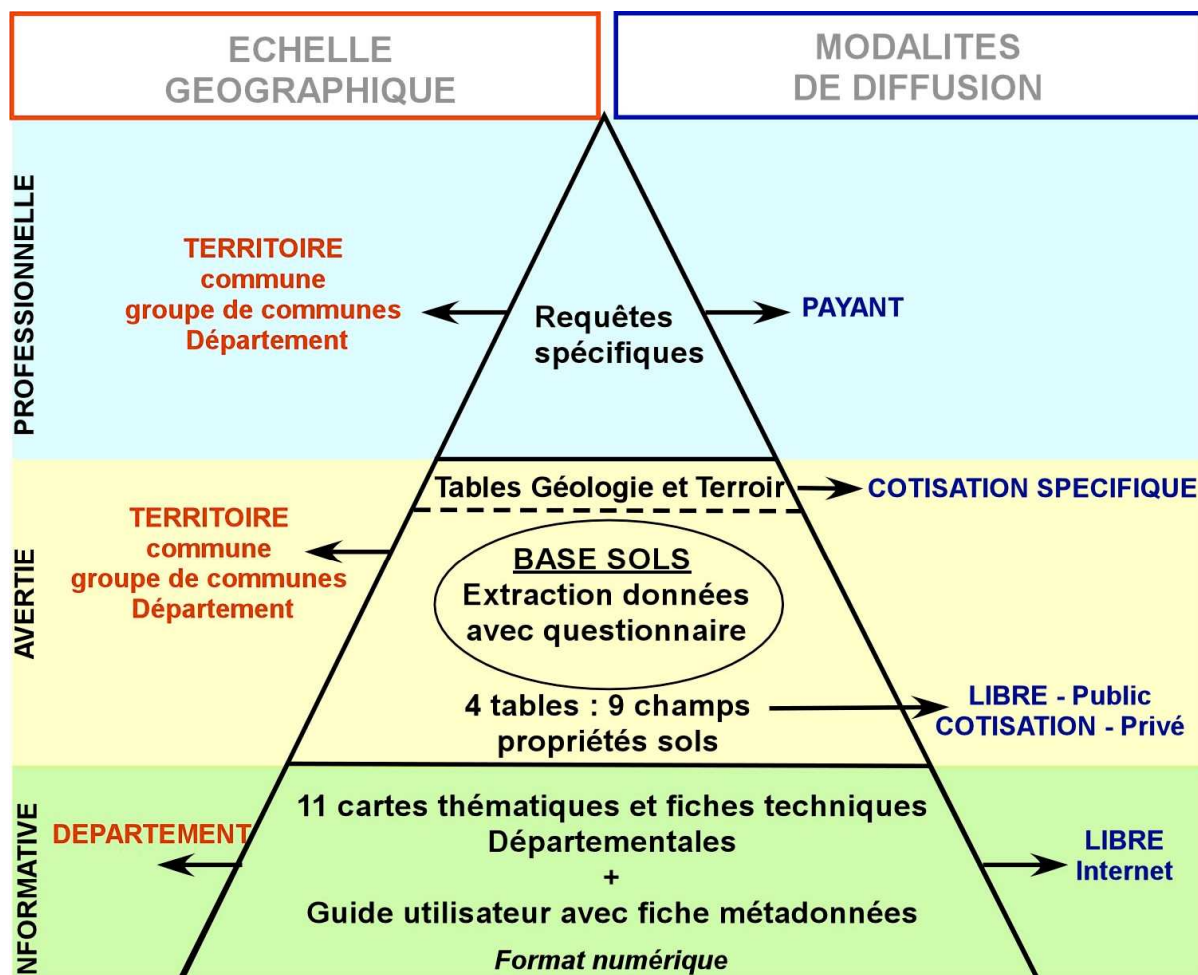 ECHELLE
GEOGRAPHIQUE
MODALITES
DE DIFFUSION
PROFESSIONNELLE
TERRITOIRE
commune
groupe de communes
Département
Requêtes
spécifiques
PAYANT
AVERTIE
TERRITOIRE
commune
groupe de communes
Département
Tables Géologie et Terroir
COTISATION SPECIFIQUE
BASE SOLS
Extraction données
avec questionnaire
4 tables : 9 champs
propriétés sols
LIBRE - Public
COTISATION - Privé
NFORMATIVE
DEPARTEMENT
11 cartes thématiques et fiches techniques
Départementales
+
Guide utilisateur avec fiche métadonnées
Format numérique
LIBRE
Internet